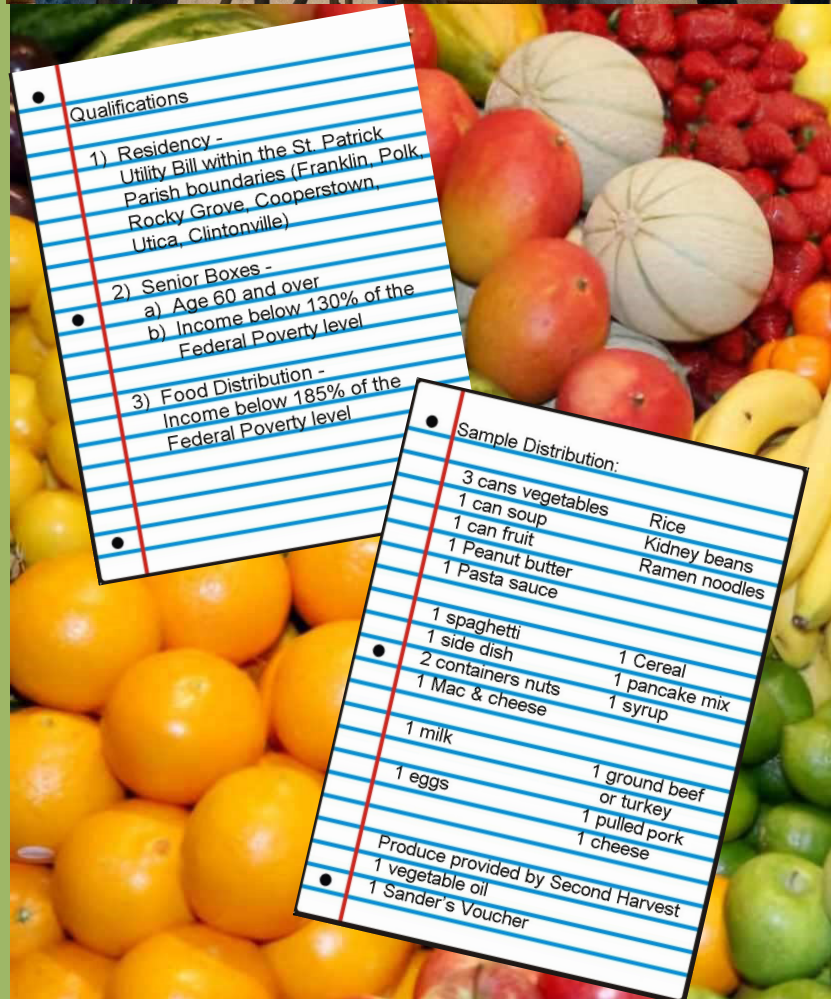 Qualifications
1) Residency -
Utility Bill within the St. Patrick
Parish boundaries (Franklin, Polk,
Rocky Grove, Cooperstown,
Utica, Clintonville)
2) Senior Boxes -
a) Age 60 and over
b) Income below 130% of the
Federal Poverty level
3) Food Distribution -
Income below 185% of the
Federal Poverty level
Sample Distribution:
3 cans vegetables
1 can soup
1 can fruit
1 Peanut butter
1 Pasta sauce
Rice
Kidney beans
Ramen noodles
1 spaghetti
1 side dish
2 containers nuts
1 Mac & cheese
1 Cereal
1 pancake mix
1 syrup
1 milk
1 eggs
1 ground beef
or turkey
1 pulled pork
1 cheese
Produce provided by Second Harvest
1 vegetable oil
1 Sander's Voucher